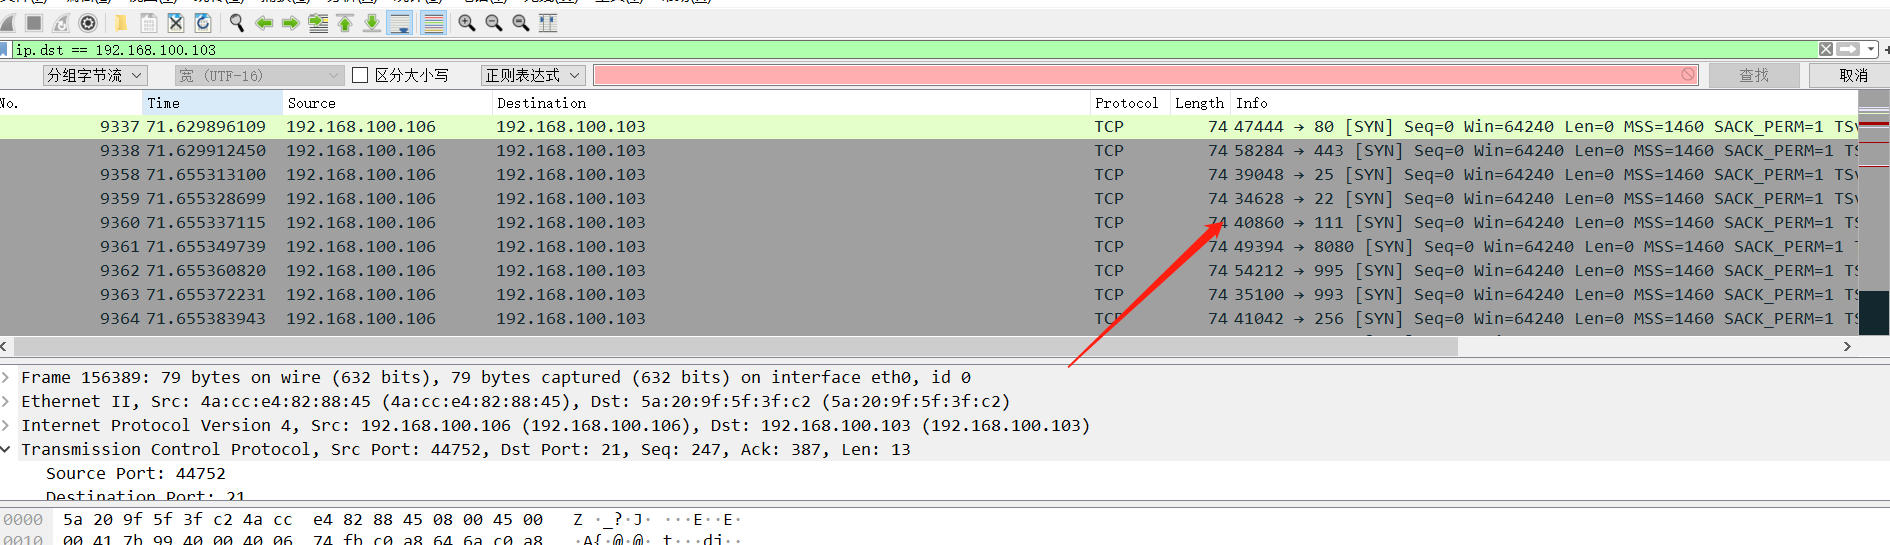 ip.dst == 192.168.100.103
分组字节流 宽 (UTF-16) 区分大小写 正则表达式 查找 取消
No. Time Source Destination Protocol Length Info
9337 71.629896109 192.168.100.106 192.168.100.103 TCP 74 47444 → 80 [SYN] Seq=0 Win=64240 Len=0 MSS=1460 SACK_PERM=1 TSv
9338 71.629912450 192.168.100.106 192.168.100.103 TCP 74 58284 → 443 [SYN] Seq=0 Win=64240 Len=0 MSS=1460 SACK_PERM=1 TS
9358 71.655313100 192.168.100.106 192.168.100.103 TCP 74 39048 → 25 [SYN] Seq=0 Win=64240 Len=0 MSS=1460 SACK_PERM=1 TSv
9359 71.655328699 192.168.100.106 192.168.100.103 TCP 74 34628 → 22 [SYN] Seq=0 Win=64240 Len=0 MSS=1460 SACK_PERM=1 TSv
9360 71.655337115 192.168.100.106 192.168.100.103 TCP 74 40860 → 111 [SYN] Seq=0 Win=64240 Len=0 MSS=1460 SACK_PERM=1 TS
9361 71.655349739 192.168.100.106 192.168.100.103 TCP 74 49394 → 8080 [SYN] Seq=0 Win=64240 Len=0 MSS=1460 SACK_PERM=1 T
9362 71.655360820 192.168.100.106 192.168.100.103 TCP 74 54212 → 995 [SYN] Seq=0 Win=64240 Len=0 MSS=1460 SACK_PERM=1 TS
9363 71.655372231 192.168.100.106 192.168.100.103 TCP 74 35100 → 993 [SYN] Seq=0 Win=64240 Len=0 MSS=1460 SACK_PERM=1 TS
9364 71.655383943 192.168.100.106 192.168.100.103 TCP 74 41042 → 256 [SYN] Seq=0 Win=64240 Len=0 MSS=1460 SACK_PERM=1 TS
Frame 156389: 79 bytes on wire (632 bits), 79 bytes captured (632 bits) on interface eth0, id 0
Ethernet II, Src: 4a:cc:e4:82:88:45 (4a:cc:e4:82:88:45), Dst: 5a:20:9f:5f:3f:c2 (5a:20:9f:5f:3f:c2)
Internet Protocol Version 4, Src: 192.168.100.106 (192.168.100.106), Dst: 192.168.100.103 (192.168.100.103)
Transmission Control Protocol, Src Port: 44752, Dst Port: 21, Seq: 247, Ack: 387, Len: 13
Source Port: 44752
Destination Port: 21
0000 5a 20 9f 5f 3f c2 4a cc e4 82 88 45 08 00 45 00 Z ·_?·J· ···E··E·
0010 00 41 7b 99 40 00 40 06 74 fb c0 a8 64 6a c0 a8 ·A{·@·@· t···dj··